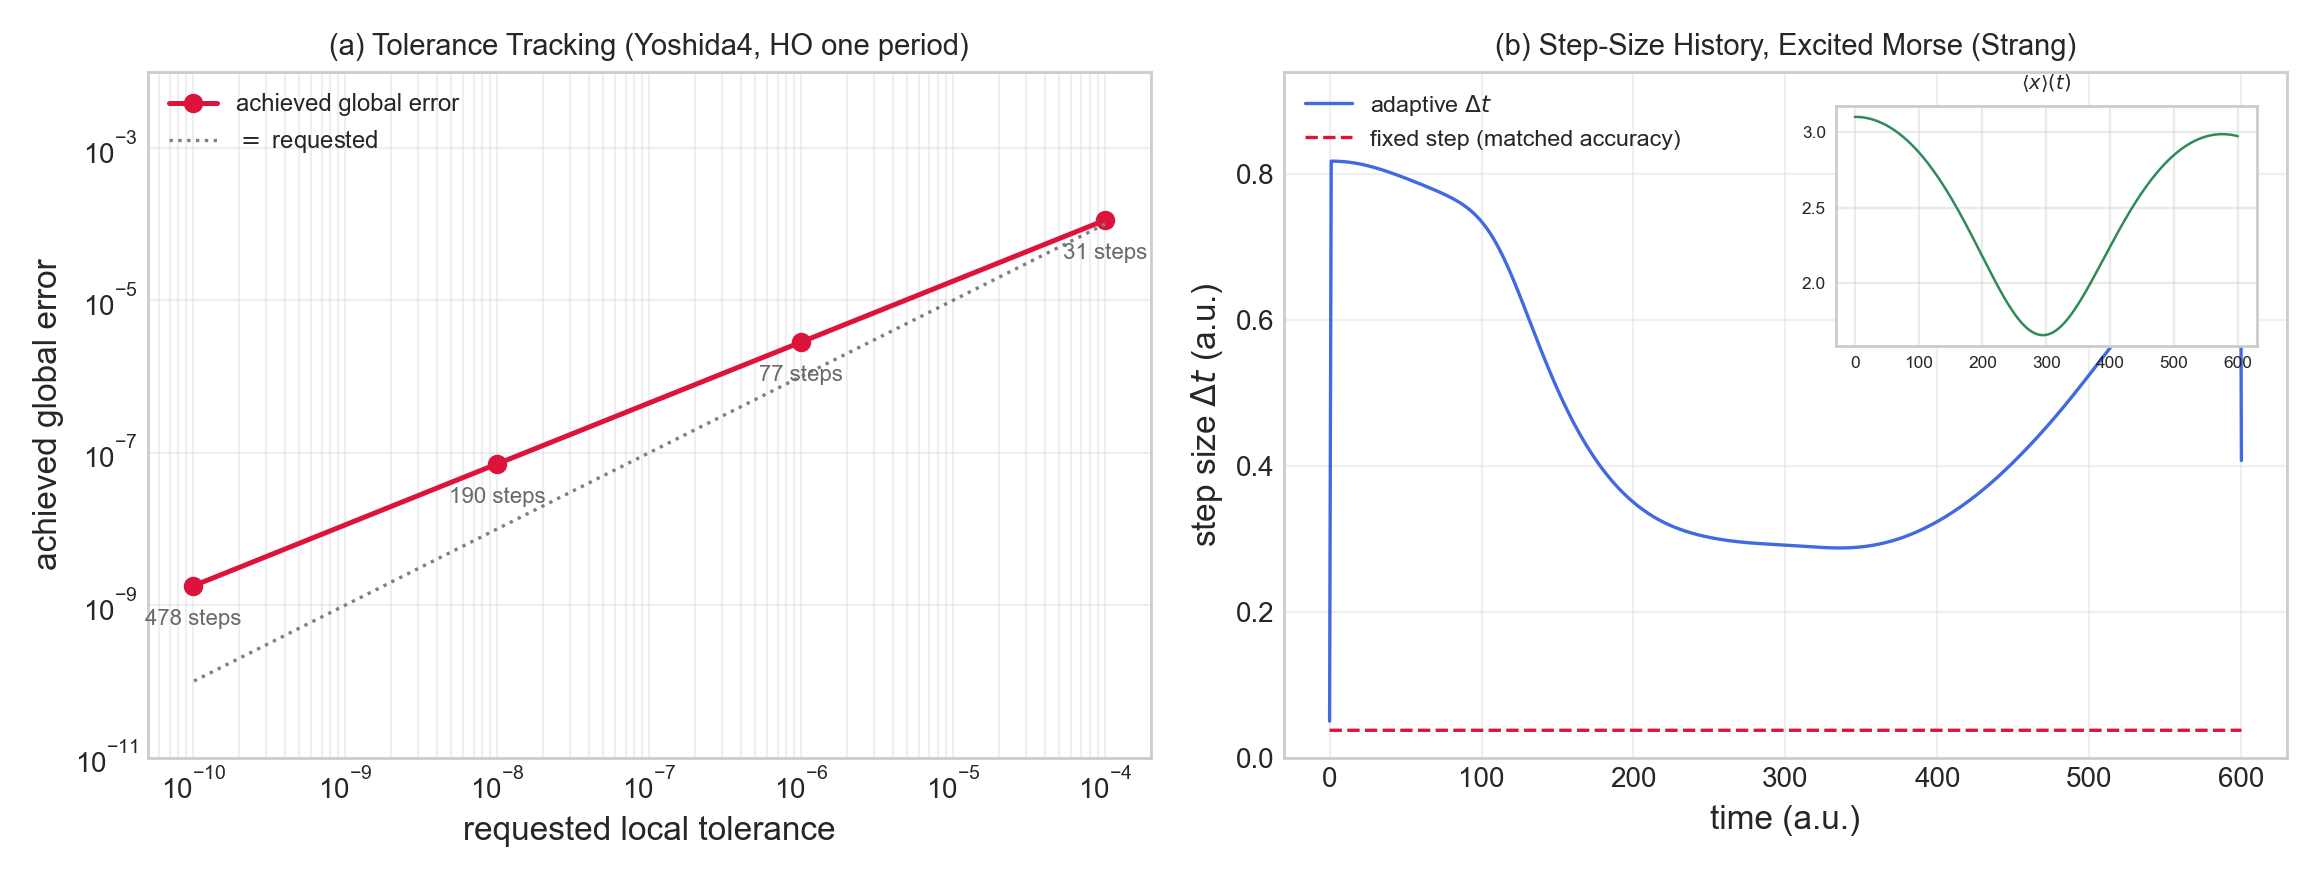 (a) Tolerance Tracking (Yoshida4, HO one period)
achieved global error
= requested
10⁻³
10⁻⁵
10⁻⁷
10⁻⁹
10⁻¹¹
achieved global error
31 steps
77 steps
190 steps
478 steps
10⁻¹⁰ 10⁻⁹ 10⁻⁸ 10⁻⁷ 10⁻⁶ 10⁻⁵ 10⁻⁴
requested local tolerance
(b) Step-Size History, Excited Morse (Strang)
adaptive Δt
fixed step (matched accuracy)
0.8
0.6
0.4
0.2
0.0
step size Δt (a.u.)
⟨x⟩(t)
3.0
2.5
2.0
0 100 200 300 400 500 600
0 100 200 300 400 500 600
time (a.u.)